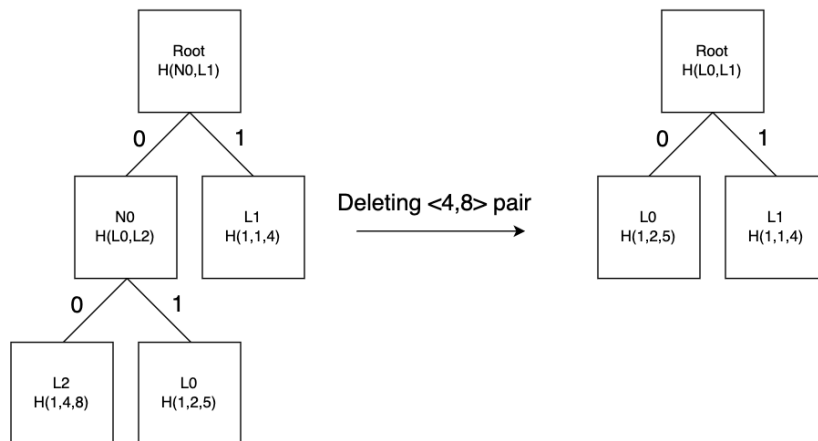 Root
H(N0,L1)
0
1
N0
H(L0,L2)
L1
H(1,1,4)
0
1
L2
H(1,4,8)
L0
H(1,2,5)
Deleting <4,8> pair
Root
H(L0,L1)
0
1
L0
H(1,2,5)
L1
H(1,1,4)